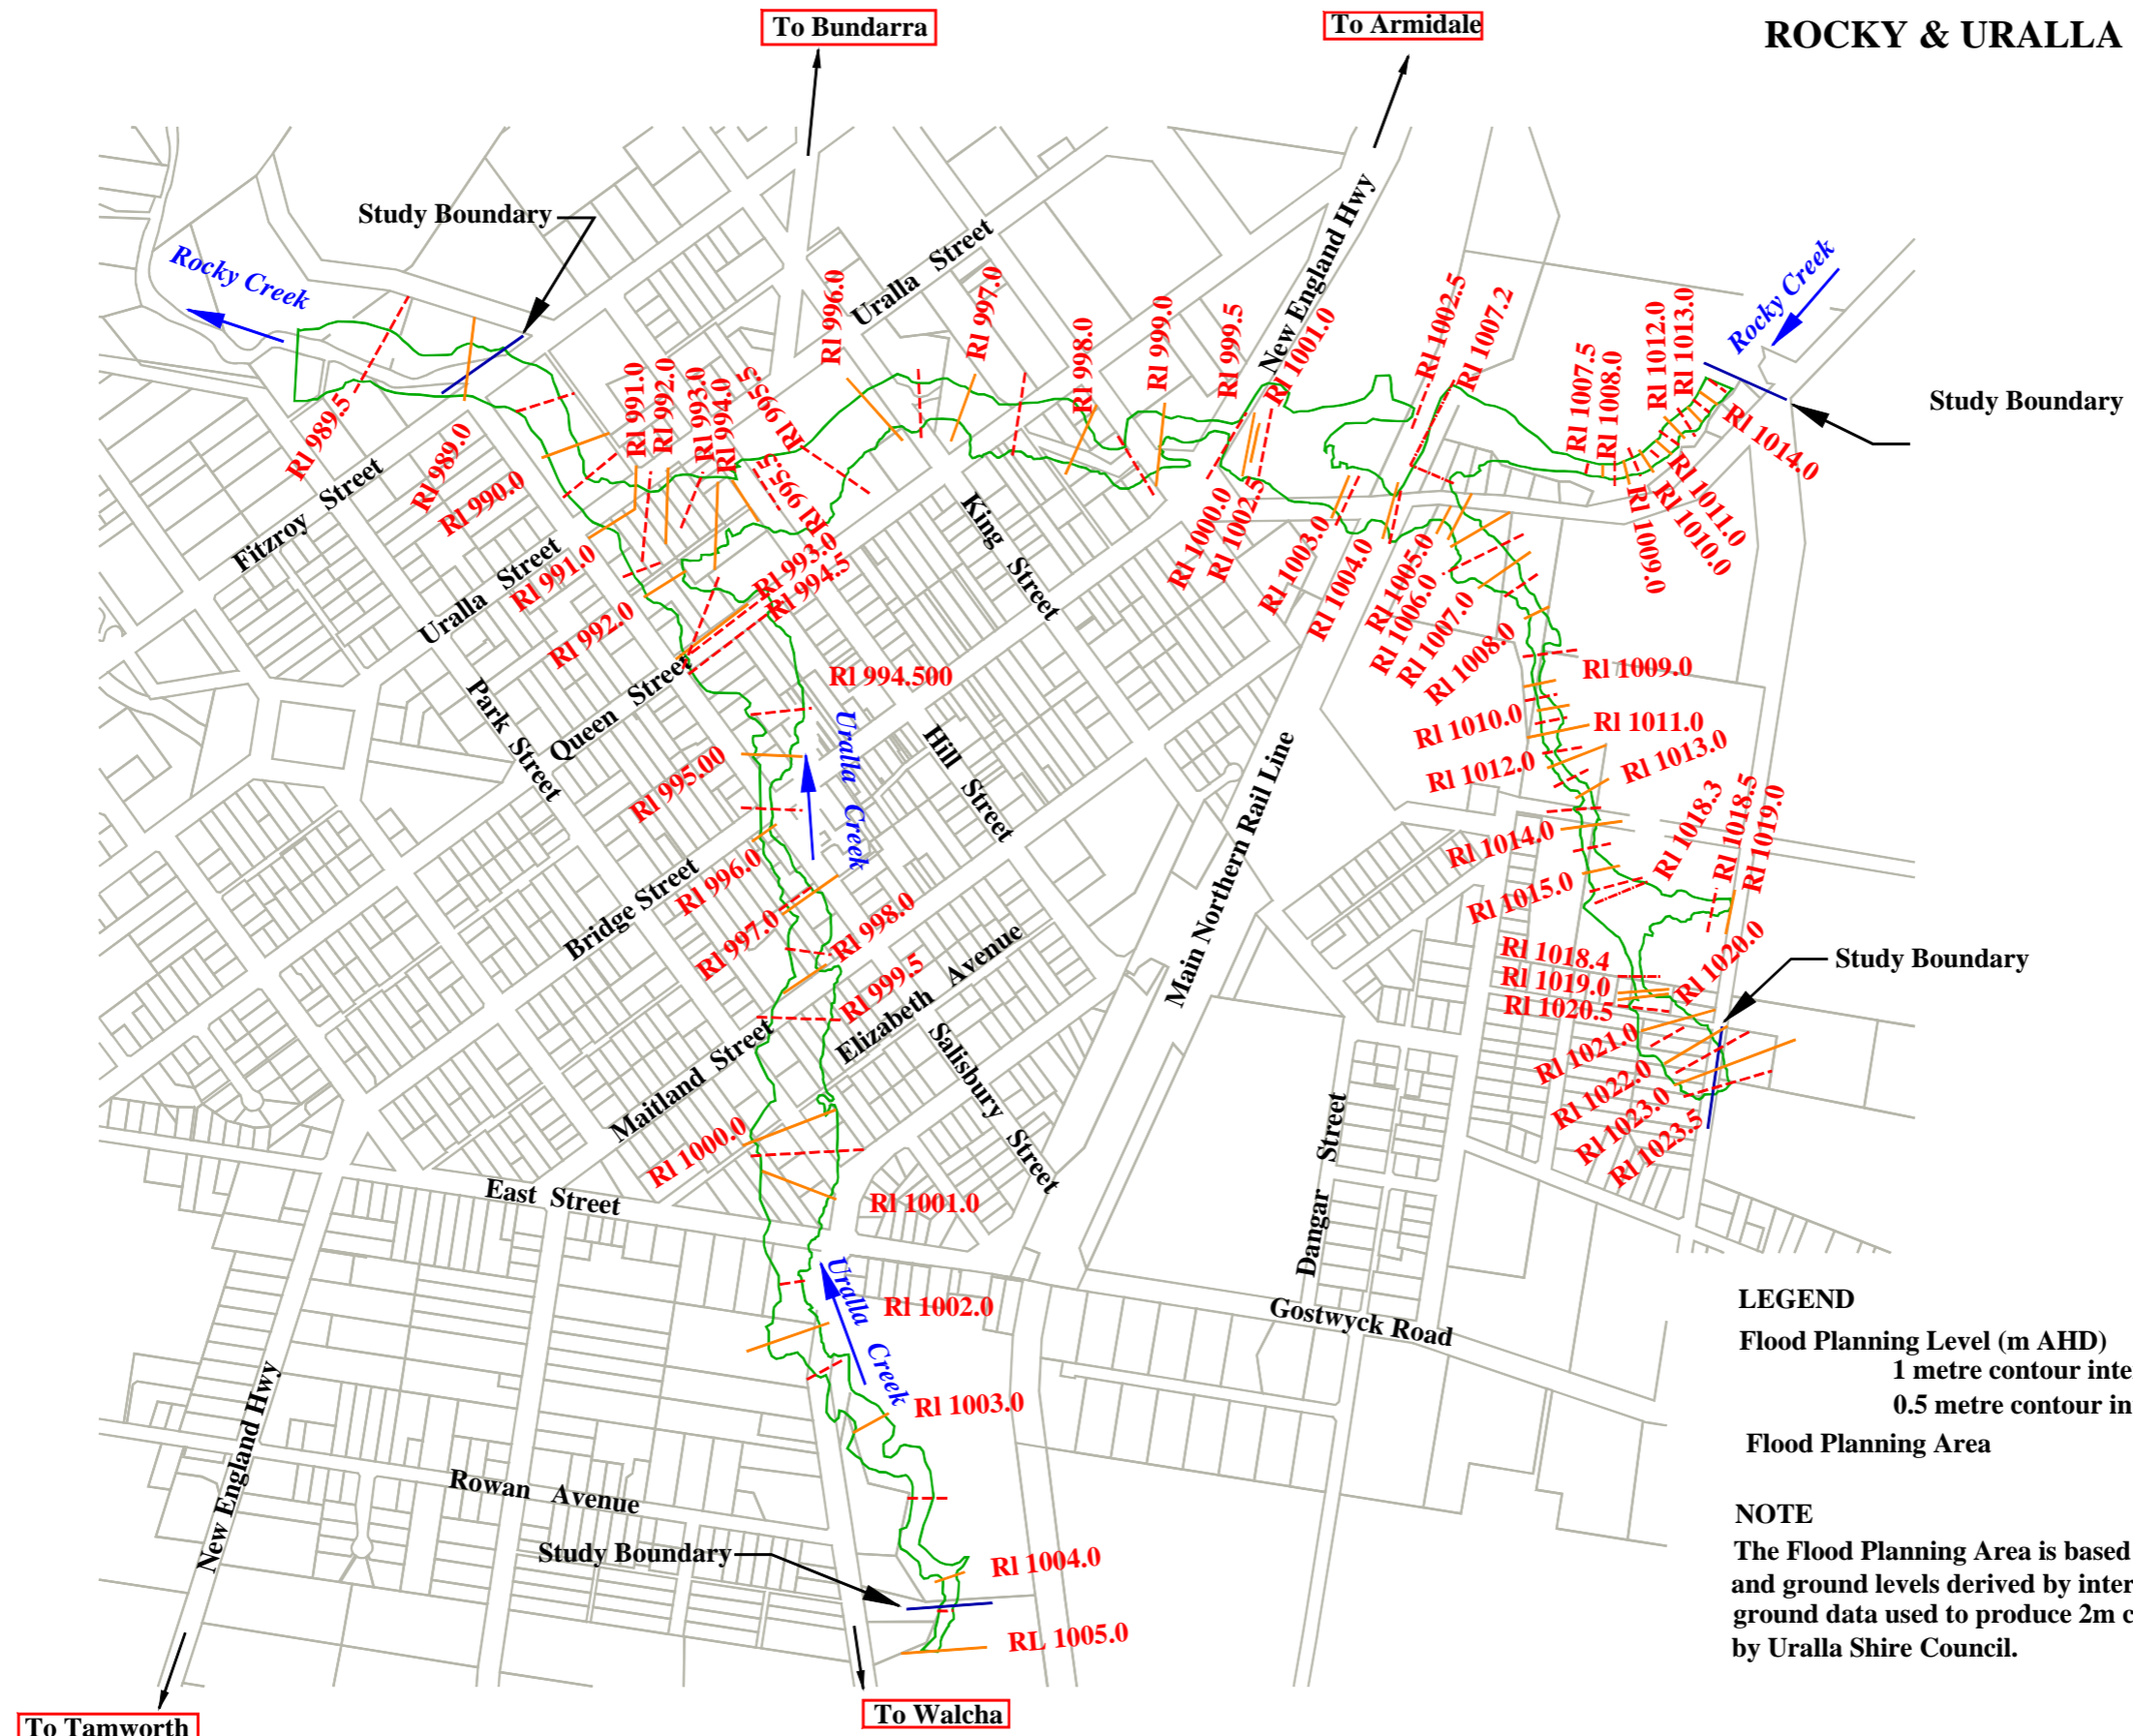 To Bundarra
To Armidale
ROCKY & URALLA
Study Boundary
Rocky Creek
Uralla Street
New England Hwy
Rocky Creek
Study Boundary
Rl 996.0
Rl 997.0
Rl 998.0
Rl 999.0
Rl 999.5
Rl 1001.0
Rl 1002.5
Rl 1007.2
Rl 1007.5
Rl 1008.0
Rl 1012.0
Rl 1013.0
Rl 1014.0
Rl 1011.0
Rl 1010.0
Rl 1009.0
Rl 989.5
Rl 989.0
Rl 990.0
Rl 991.0
Rl 992.0
Rl 993.0
Rl 994.0
Rl 995.5
Rl 995.5
Rl 993.0
Rl 994.5
Fitzroy Street
Uralla Street
Rl 991.0
Rl 992.0
King Street
Rl 1000.0
Rl 1002.5
Rl 1003.0
Rl 1004.0
Rl 1005.0
Rl 1006.0
Rl 1007.0
Rl 1008.0
Rl 1009.0
Rl 1010.0
Rl 1011.0
Rl 1012.0
Rl 1013.0
Rl 994.500
Park Street
Queen Street
Uralla Creek
Hill Street
Main Northern Rail Line
Rl 995.00
Rl 1014.0
Rl 1015.0
Rl 1018.3
Rl 1018.5
Rl 1019.0
Bridge Street
Rl 996.0
Rl 997.0
Rl 998.0
Rl 999.5
Elizabeth Avenue
Rl 1018.4
Rl 1019.0
Rl 1020.5
Rl 1020.0
Study Boundary
Rl 1021.0
Rl 1022.0
Rl 1023.0
Rl 1023.5
Maitland Street
Salisbury Street
Dangar Street
Rl 1000.0
East Street
Rl 1001.0
Uralla Creek
Rl 1002.0
Gostwyck Road
Rl 1003.0
New England Hwy
Rowan Avenue
Study Boundary
Rl 1004.0
RL 1005.0
To Tamworth
To Walcha
LEGEND
Flood Planning Level (m AHD)
1 metre contour
0.5 metre contour
Flood Planning Area
NOTE
The Flood Planning Area is based
and ground levels derived by
ground data used to produce 2m
by Uralla Shire Council.